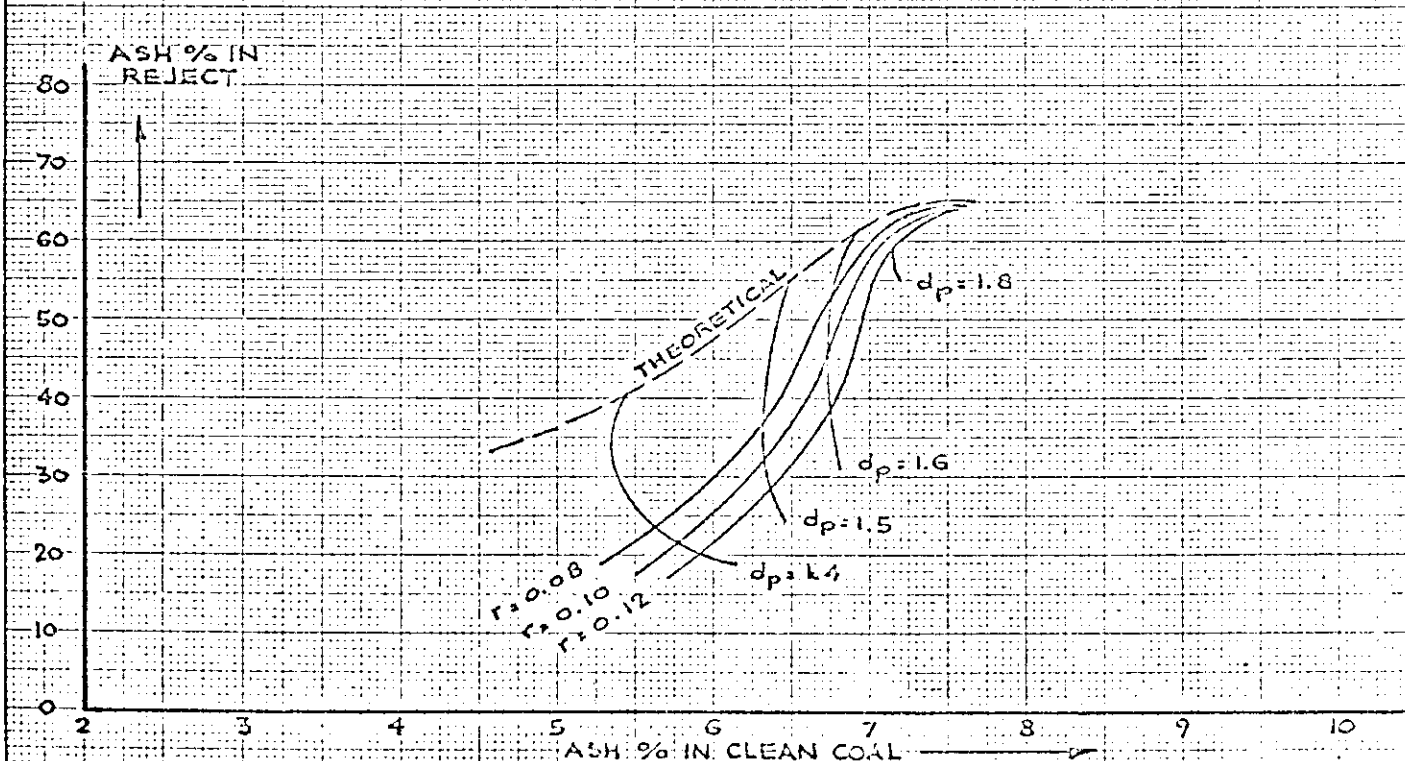 ASH % IN
REJECT
80
70
60
50
40
30
20
10
0
THEORETICAL
dp=1.8
dp=1.6
dp=1.5
dp=1.4
r=0.08
r=0.10
r=0.12
2 3 4 5 6 7 8 9 10
ASH % IN CLEAN COAL